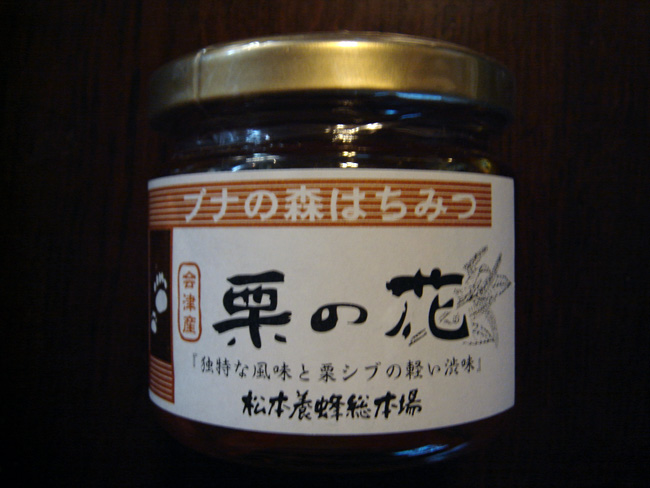 ブナの森はちみつ
会津産
栗の花
『独特な風味と栗シブの軽い渋味』
松本養蜂総本場